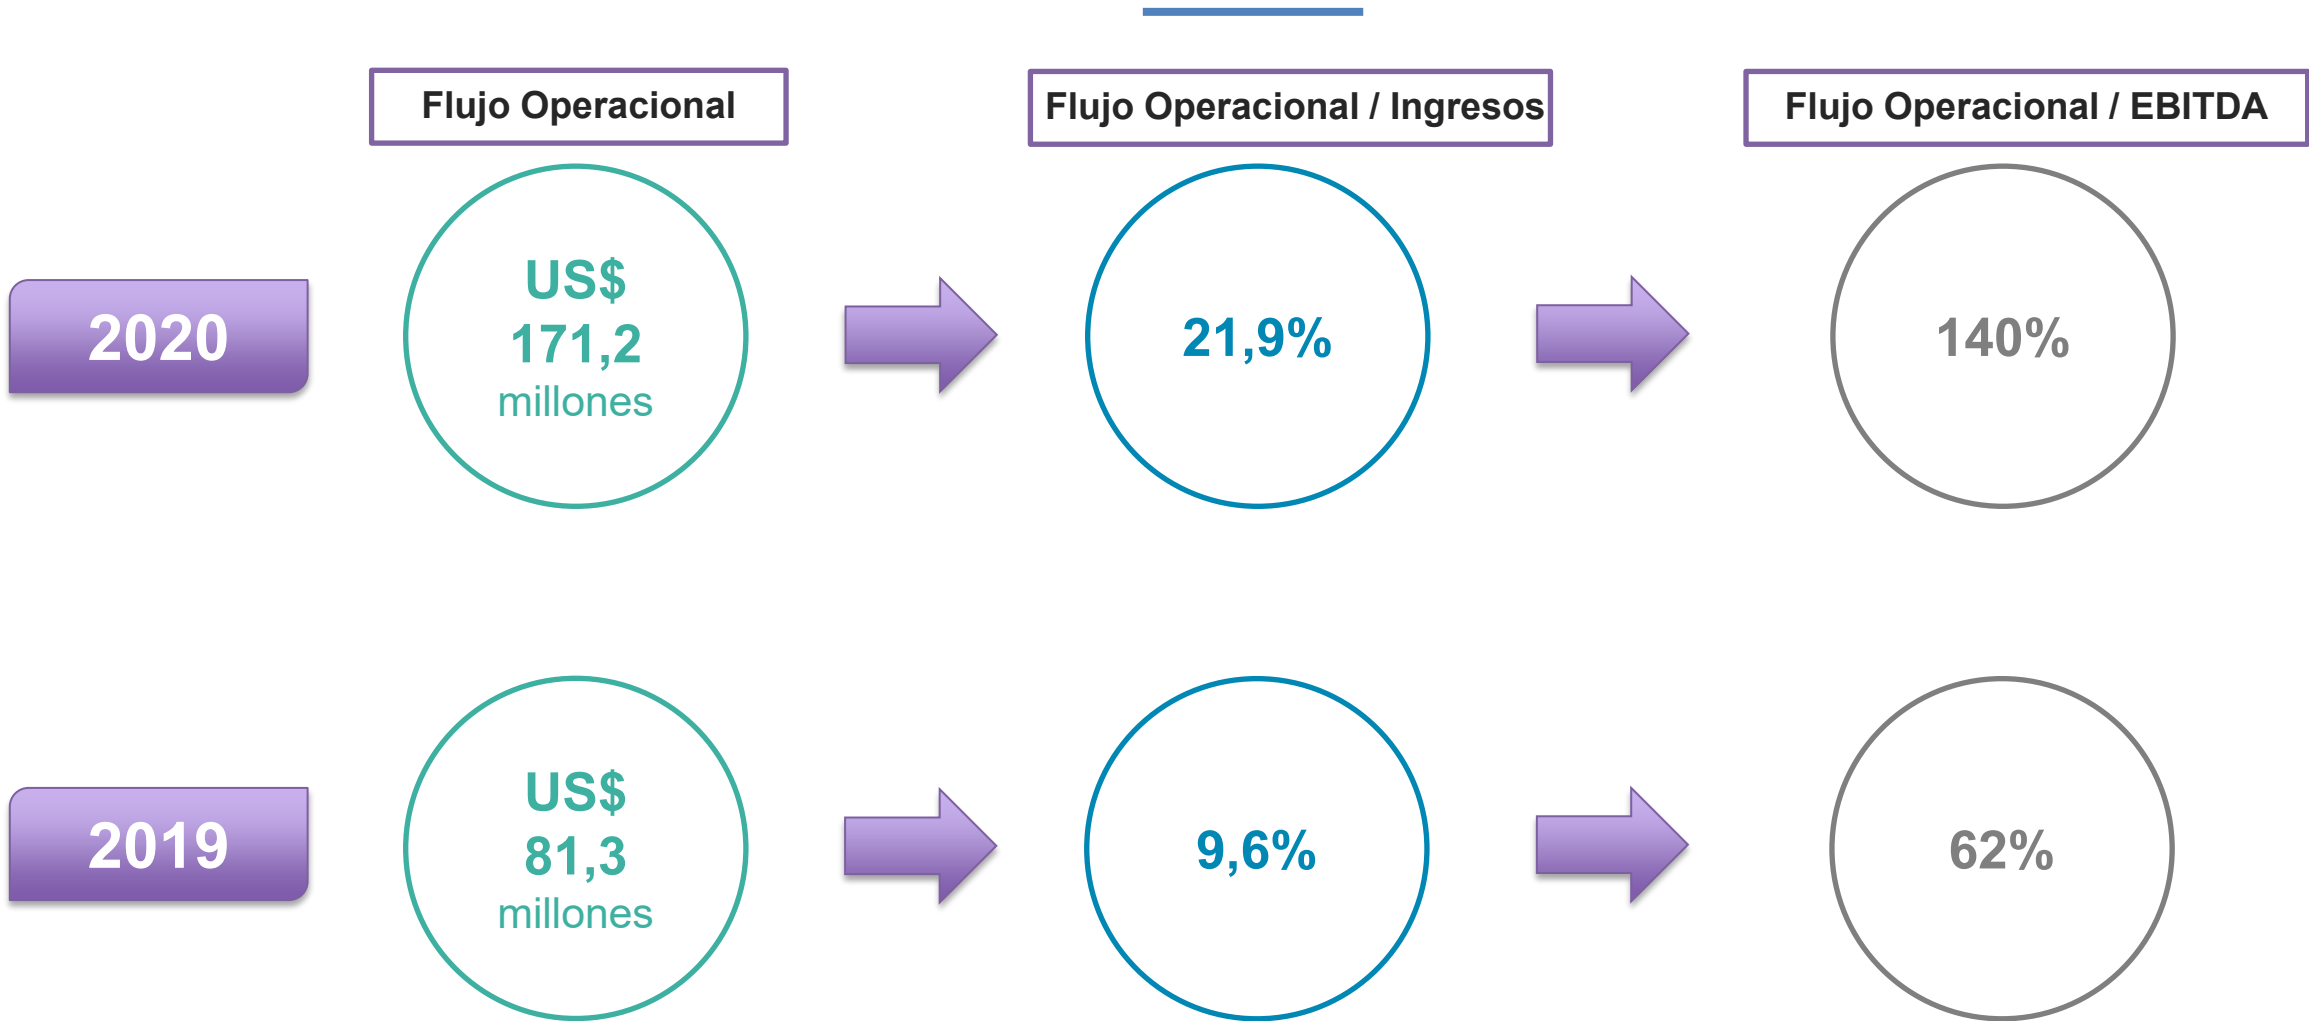 Flujo Operacional
Flujo Operacional / Ingresos
Flujo Operacional / EBITDA
2020
US$
171,2
millones
21,9%
140%
2019
US$
81,3
millones
9,6%
62%